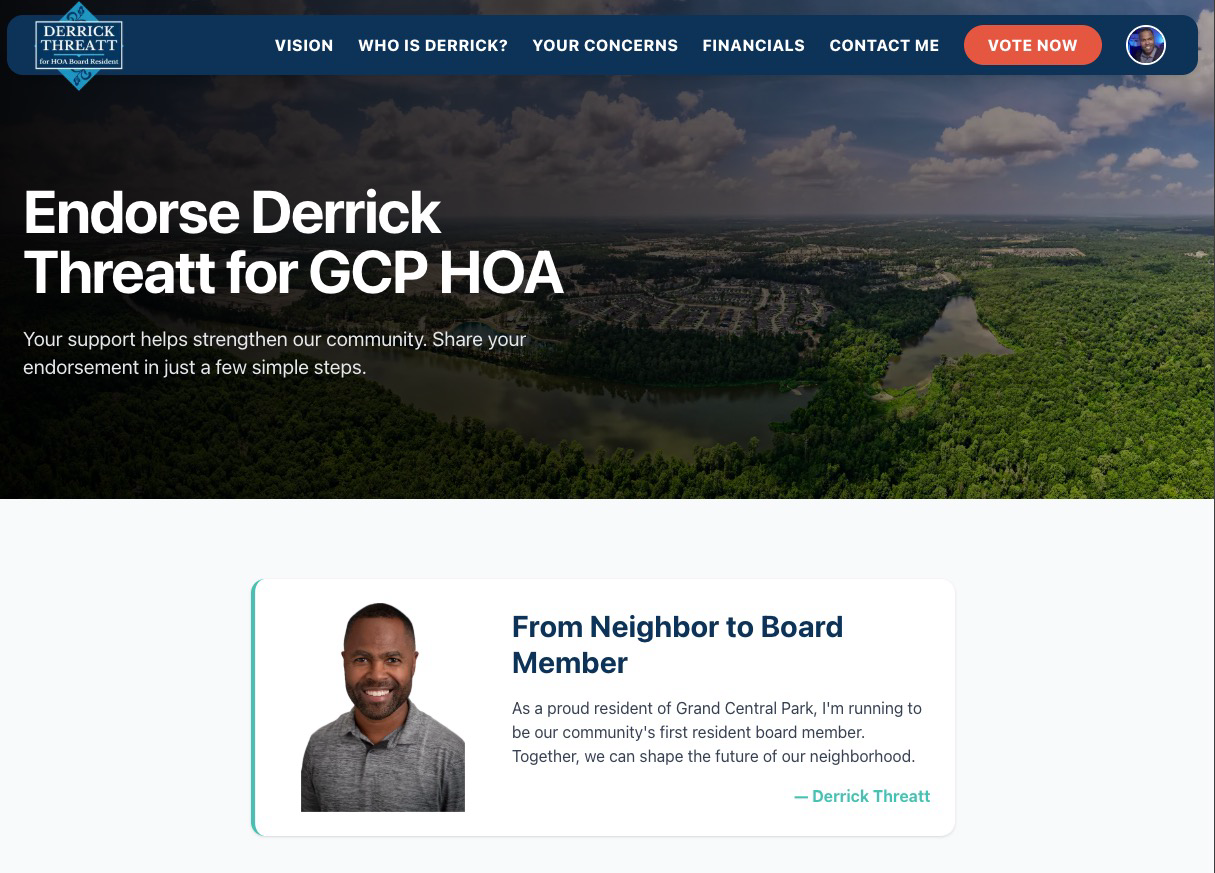 DERRICK
THREATT
for HOA Board Resident
VISION
WHO IS DERRICK?
YOUR CONCERNS
FINANCIALS
CONTACT ME
VOTE NOW
Endorse Derrick
Threatt for GCP HOA
Your support helps strengthen our community. Share your
endorsement in just a few simple steps.
From Neighbor to Board
Member
As a proud resident of Grand Central Park, I'm running to
be our community's first resident board member.
Together, we can shape the future of our neighborhood.
— Derrick Threatt